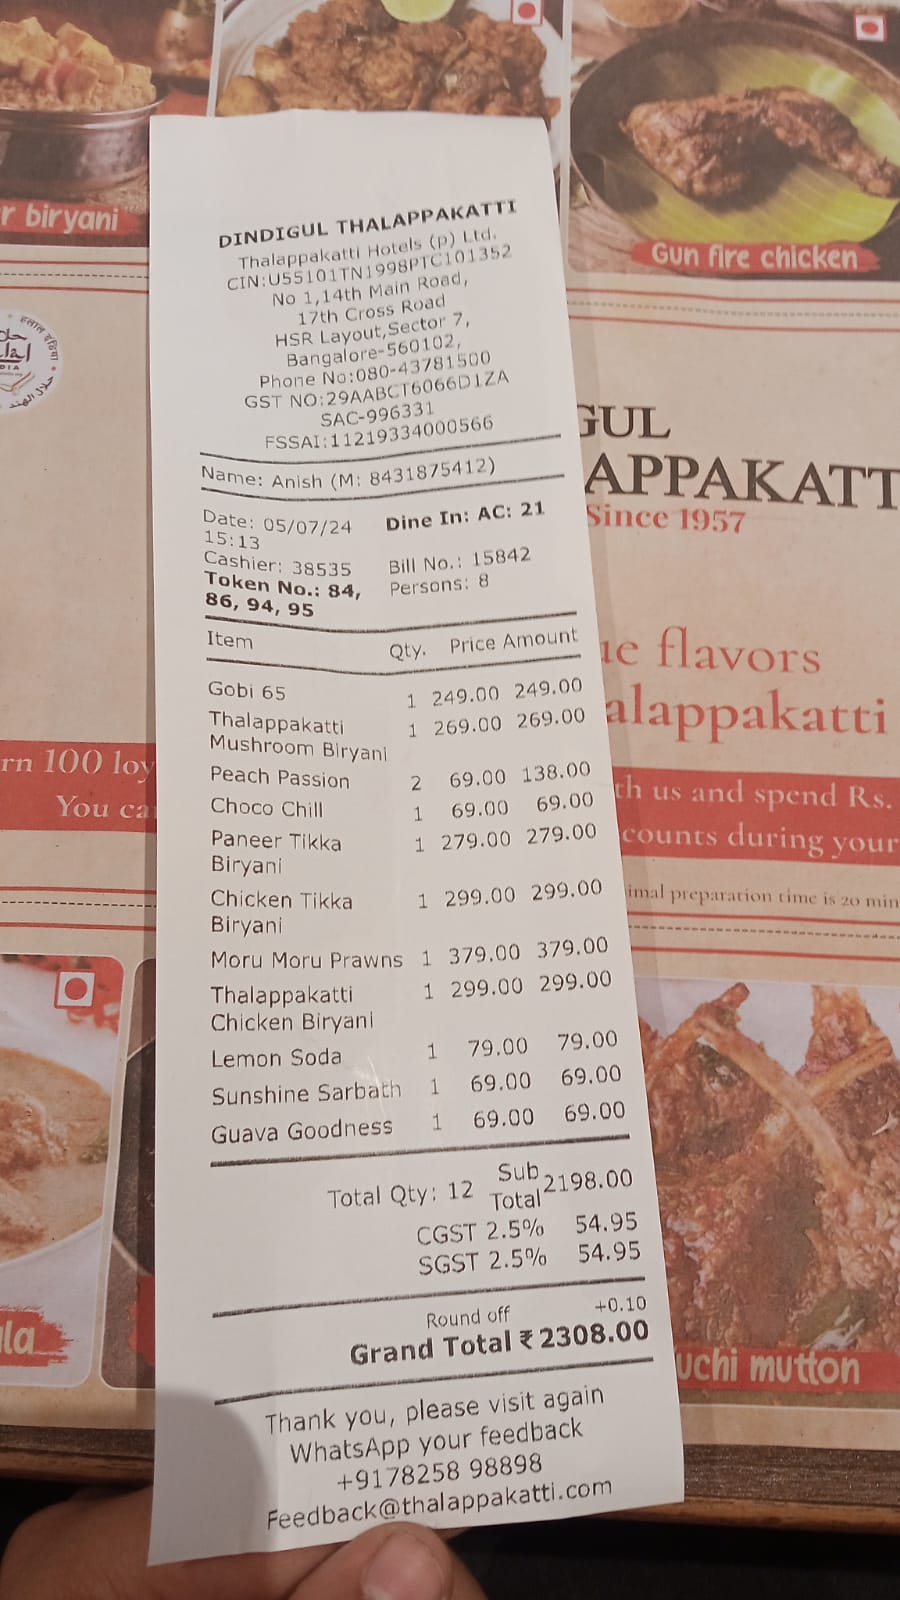 r biryani
Gun fire chicken
DINDIGUL THALAPPAKATTI
Thalappakatti Hotels (p) Ltd.
CIN:U55101TN1998PTC101352
No 1,14th Main Road,
17th Cross Road
HSR Layout,Sector 7,
Bangalore-560102,
Phone No:080-43781500
GST NO:29AABCT6066D1ZA
SAC-996331
FSSAI:11219334000566
Name: Anish (M: 8431875412)
Date: 05/07/24 Dine In: AC: 21
15:13
Cashier: 38535 Bill No.: 15842
Token No.: 84, Persons: 8
86, 94, 95
Item Qty. Price Amount
Gobi 65 1 249.00 249.00
Thalappakatti 1 269.00 269.00
Mushroom Biryani
Peach Passion 2 69.00 138.00
Choco Chill 1 69.00 69.00
Paneer Tikka 1 279.00 279.00
Biryani
Chicken Tikka 1 299.00 299.00
Biryani
Moru Moru Prawns 1 379.00 379.00
Thalappakatti 1 299.00 299.00
Chicken Biryani
Lemon Soda 1 79.00 79.00
Sunshine Sarbath 1 69.00 69.00
Guava Goodness 1 69.00 69.00
Total Qty: 12 Sub 2198.00
Total
CGST 2.5% 54.95
SGST 2.5% 54.95
Round off +0.10
Grand Total ₹ 2308.00
Thank you, please visit again
WhatsApp your feedback
+9178258 98898
Feedback@thalappakatti.com
GUL
APPAKATT
Since 1957
ue flavors
alappakatti
rn 100 loy
You ca
th us and spend Rs.
counts during your
imal preparation time is 20 min
la
uchi mutton